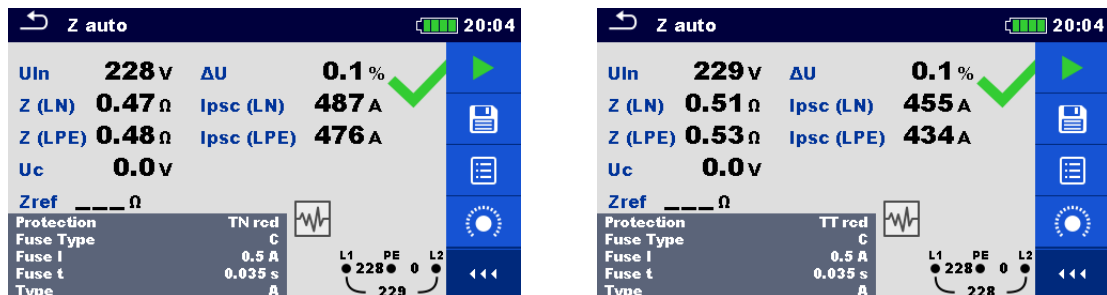 Z auto 20:04
Uln 228 V ΔU 0.1 %
Z (LN) 0.47 Ω Ipsc (LN) 487 A
Z (LPE) 0.48 Ω Ipsc (LPE) 476 A
Uc 0.0 V
Zref _ _ _ Ω
Protection TN rcd
Fuse Type C
Fuse I 0.5 A
Fuse t 0.035 s
Type A
L1 PE L2
228 0
229
Z auto 20:04
Uln 229 V ΔU 0.1 %
Z (LN) 0.51 Ω Ipsc (LN) 455 A
Z (LPE) 0.53 Ω Ipsc (LPE) 434 A
Uc 0.0 V
Zref _ _ _ Ω
Protection TT rcd
Fuse Type C
Fuse I 0.5 A
Fuse t 0.035 s
Type A
L1 PE L2
228 0
228